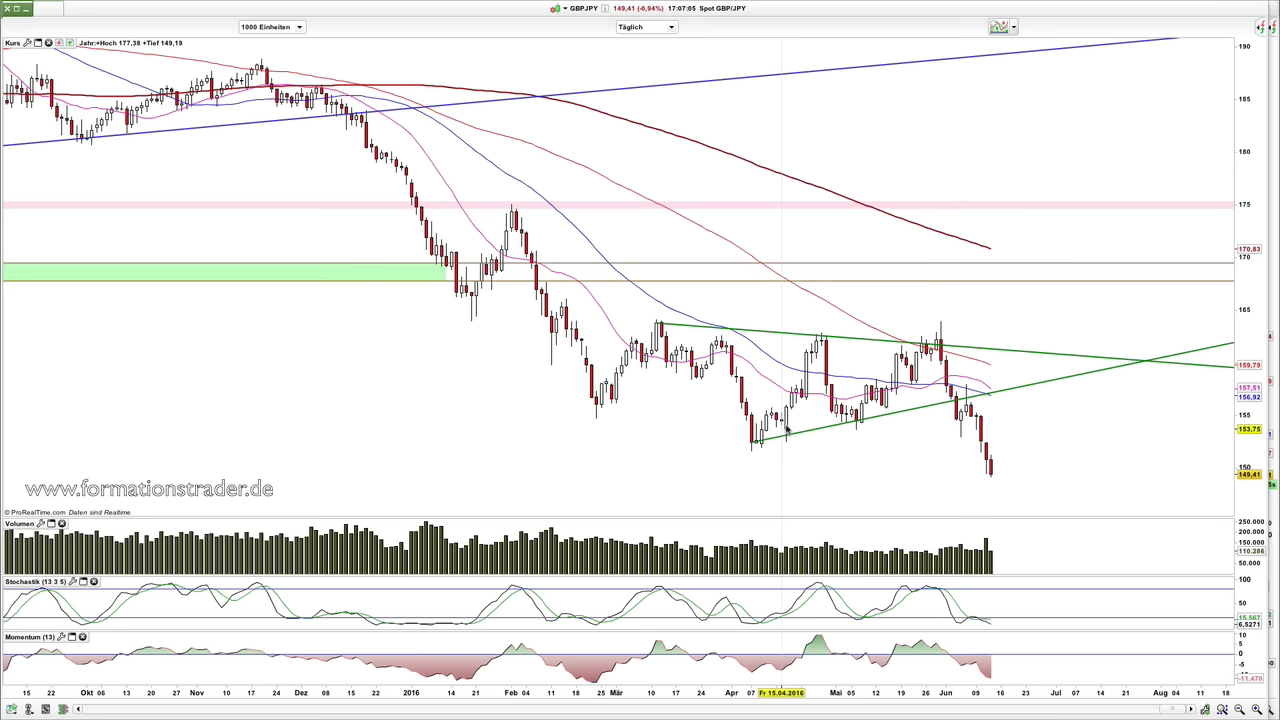 GBPJPY 149,41 (-0,94%) 17:07:05 Spot GBP/JPY
1000 Einheiten
Täglich
Kurs Jahr:+Hoch 177,38 +Tief 149,19
190
185
180
175
170,83
170
165
159,79
157,51
156,92
155
153,75
150
149,41
www.formationstrader.de
© ProRealTime.com Daten sind Realtime
Volumen
250.000
200.000
150.000
110.286
50.000
Stochastik (13 3 5)
100
50
15,567
6,5271
Momentum (13)
10
5
0
-5
-11,470
15 22 Okt 06 13 20 27 Nov 10 17 24 Dez 08 15 22 2016 14 21 Feb 11 18 25 Mär 10 17 24 Apr 07 Fr 15.04.2016 Mai 05 12 19 26 Jun 09 16 23 Jul 07 14 21 Aug 04 11 18